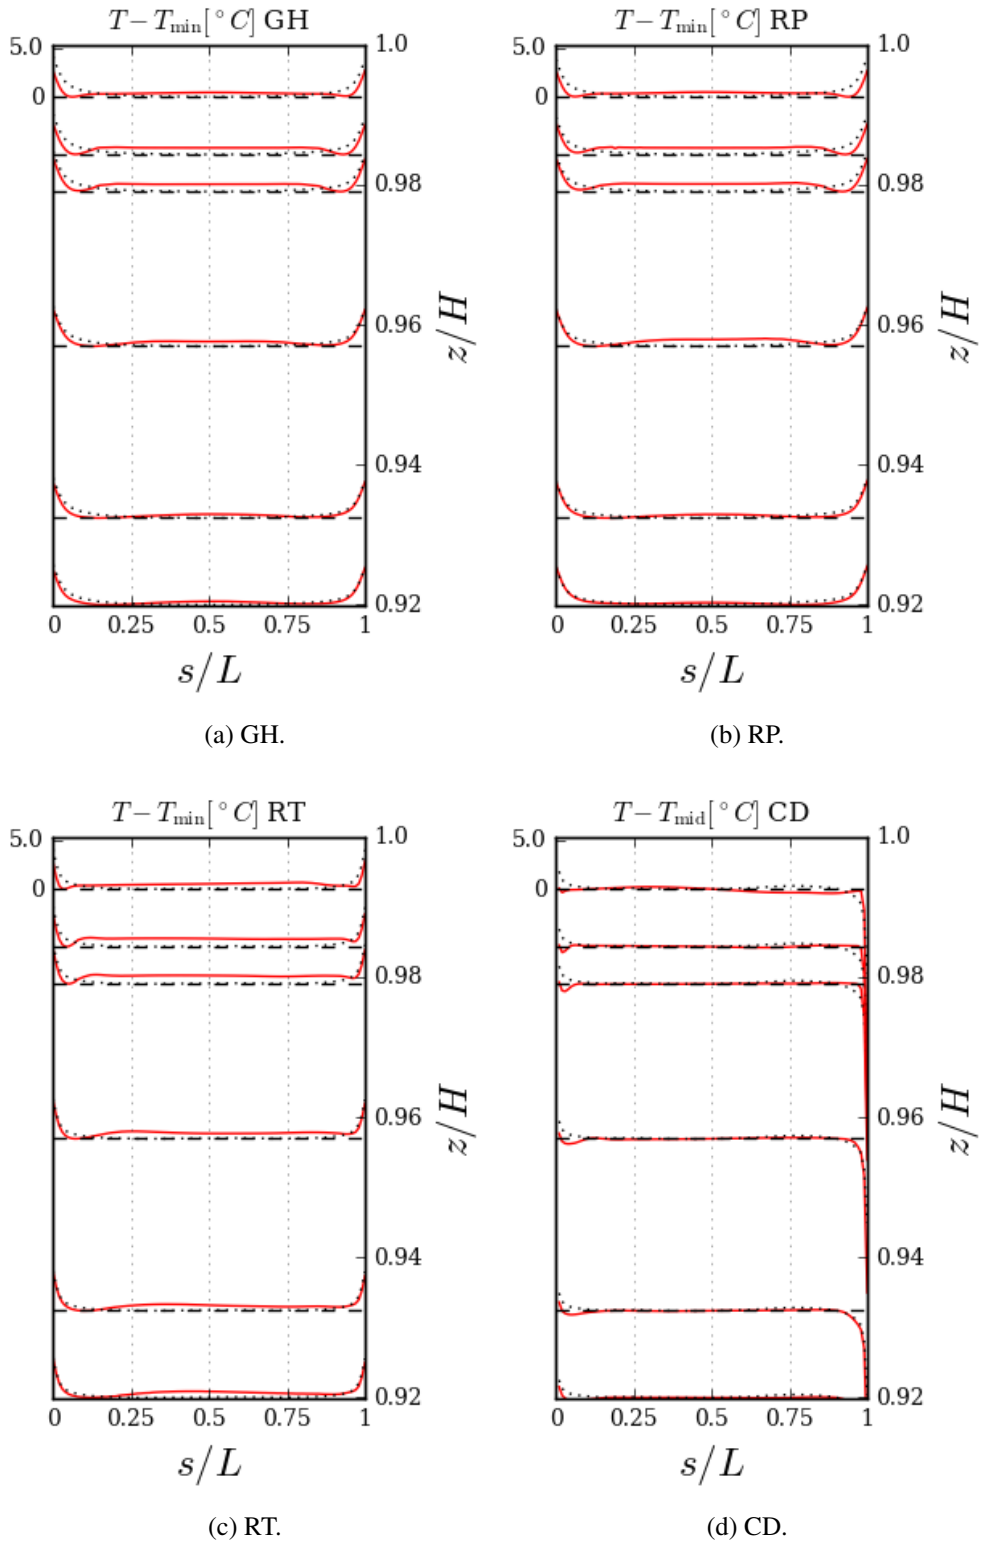 T − T_min[°C] GH
T − T_min[°C] RP
5.0 1.0 5.0 1.0
0 0
0.98 0.98
0.96 0.96
z/H z/H
0.94 0.94
0.92 0.92
0 0.25 0.5 0.75 1 0 0.25 0.5 0.75 1
s/L s/L
(a) GH. (b) RP.
T − T_min[°C] RT
T − T_mid[°C] CD
5.0 1.0 5.0 1.0
0 0
0.98 0.98
0.96 0.96
z/H z/H
0.94 0.94
0.92 0.92
0 0.25 0.5 0.75 1 0 0.25 0.5 0.75 1
s/L s/L
(c) RT. (d) CD.